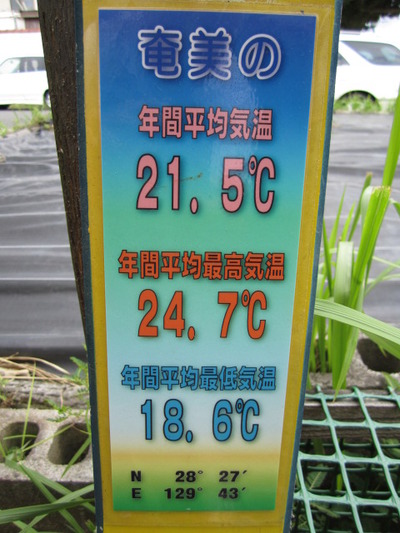 奄美の
年間平均気温
21.5℃
年間平均最高気温
24.7℃
年間平均最低気温
18.6℃
N 28° 27′
E 129° 43′